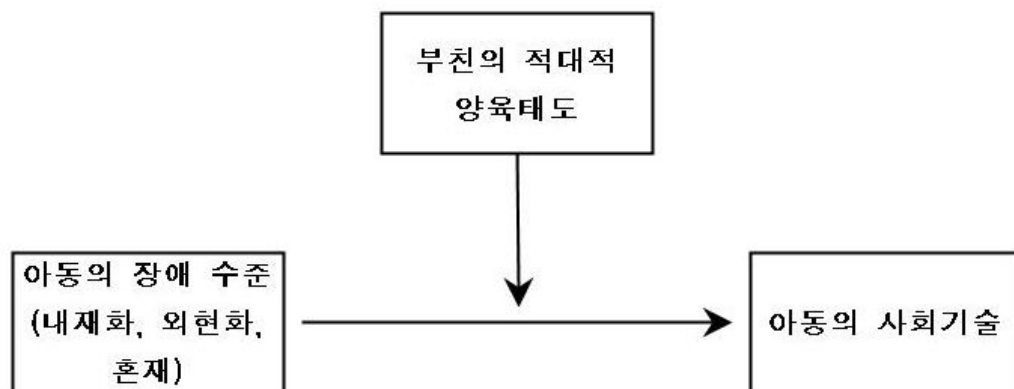 부친의 적대적
양육태도
아동의 장애 수준
(내재화, 외현화,
혼재)
아동의 사회기술